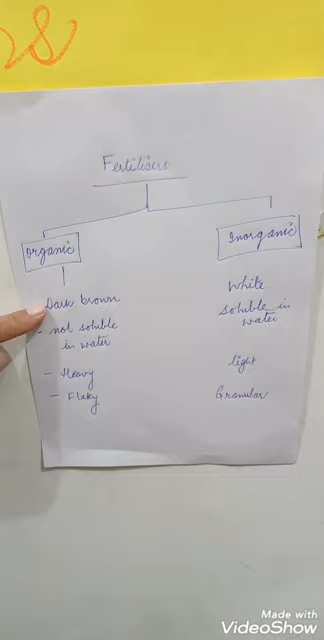 Fertilisers
Organic
Inorganic
Dark brown
White
- not soluble
in water
soluble in
water
- Heavy
light
- Flaky
Granular
Made with
VideoShow